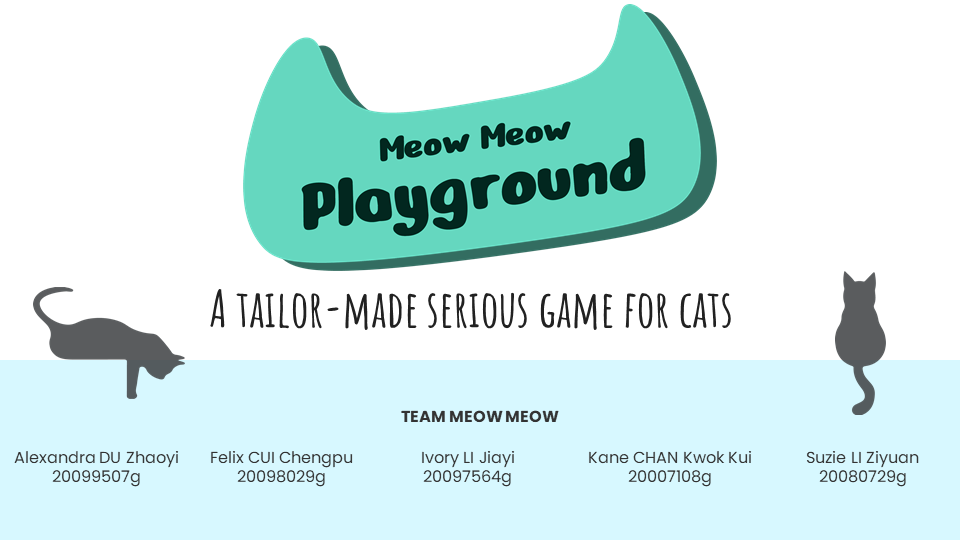 Meow Meow
Playground
A tailor-made serious game for cats
TEAM MEOW MEOW
Alexandra DU Zhaoyi
20099507g
Felix CUI Chengpu
20098029g
Ivory LI Jiayi
20097564g
Kane CHAN Kwok Kui
20007108g
Suzie LI Ziyuan
20080729g